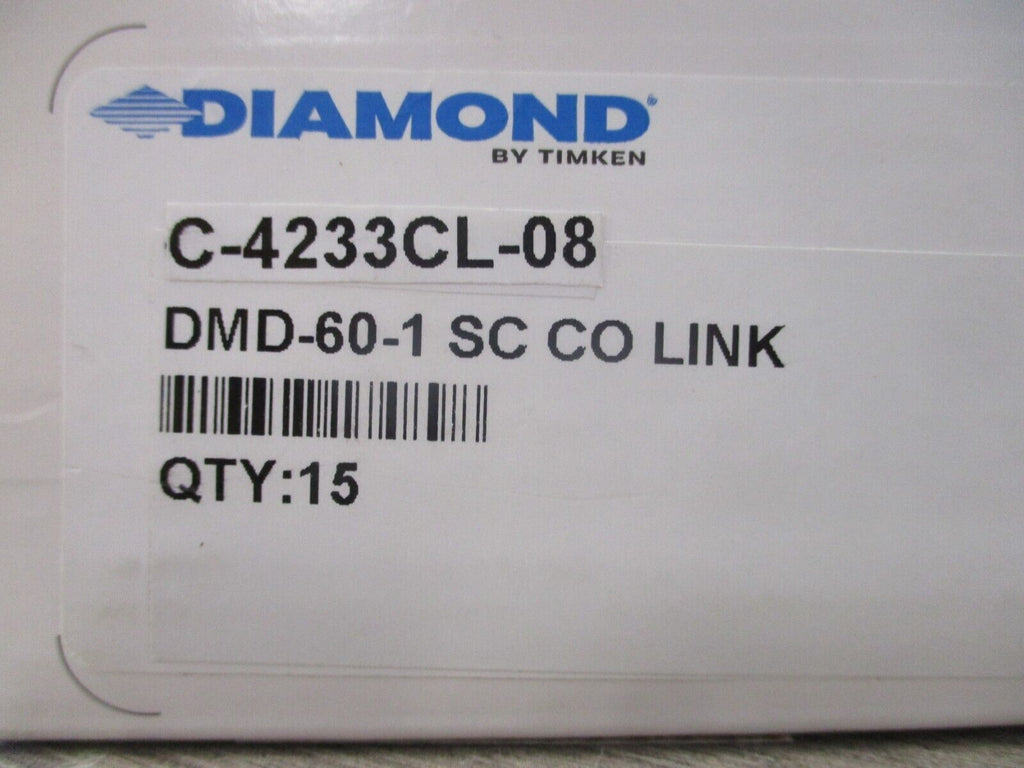 DIAMOND
BY TIMKEN
C-4233CL-08
DMD-60-1 SC CO LINK
QTY:15